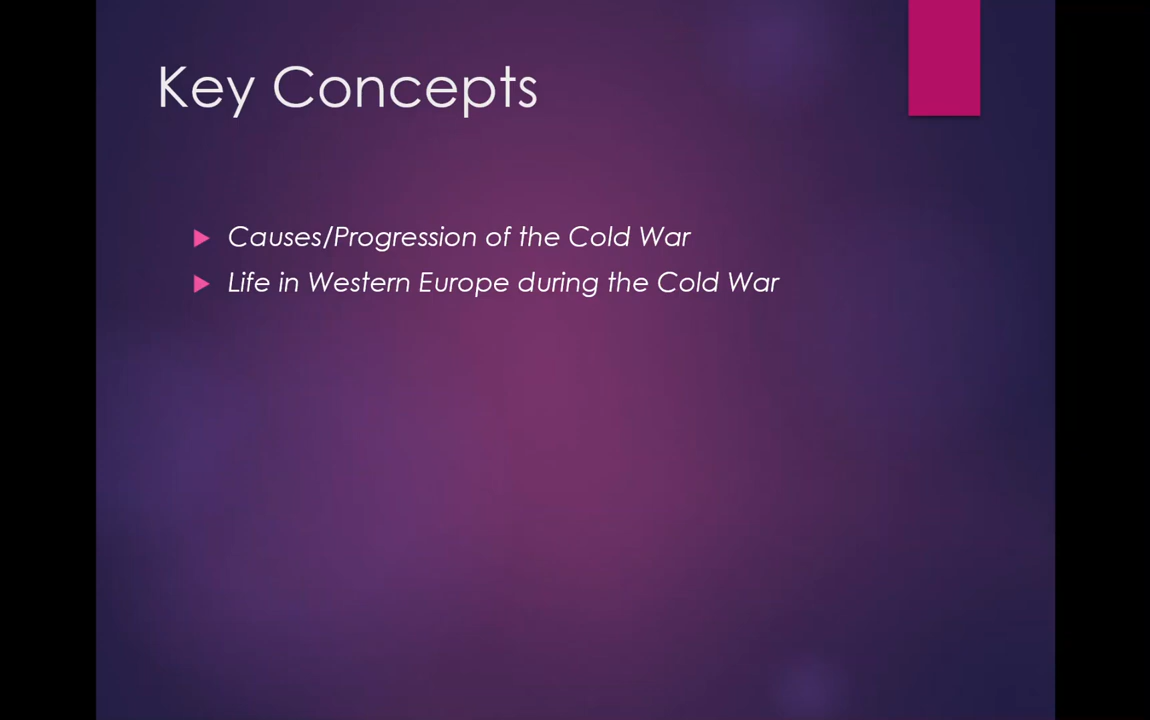 Key Concepts
Causes/Progression of the Cold War
Life in Western Europe during the Cold War